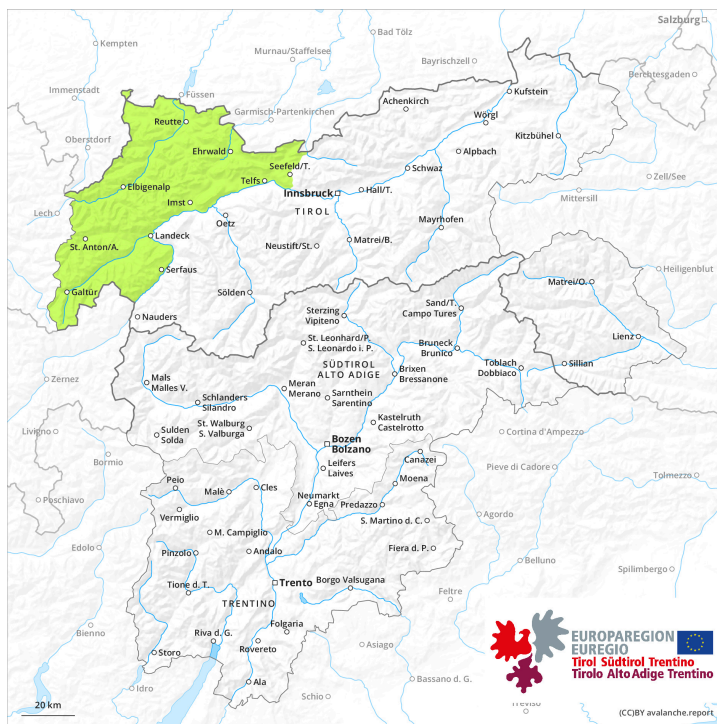 Salzburg
Bad Tölz
Kempten
Murnau/Staffelsee
Bayrischzell
Berchtesgaden
Immenstadt
Füssen
Kufstein
Achenkirch
Garmisch-Partenkirchen
Reutte
Wörgl
Oberstdorf
Kitzbühel
Ehrwald
Alpbach
Seefeld/T.
Schwaz
Zell/See
Telfs
Elbigenalp
Innsbruck
Hall/T.
Mittersill
Imst
TIROL
Lech
Oetz
Mayrhofen
St. Anton/A.
Landeck
Neustift/St.
Matrei/B.
Serfaus
Heiligenblut
Galtür
Sölden
Matrei/O.
Nauders
Sterzing
Vipiteno
Sand/T.
Campo Tures
Lienz
St. Leonhard/P.
S. Leonardo i. P.
Bruneck
Brunico
Toblach
Dobbiaco
Sillian
Zernez
SÜDTIROL
ALTO ADIGE
Brixen
Bressanone
Mals
Malles V.
Meran
Merano
Schlanders
Silandro
Sarnthein
Sarentino
Kastelruth
Castelrotto
Livigno
Sulden
Solda
St. Walburg
S. Valburga
Cortina d'Ampezzo
Bozen
Bolzano
Bormio
Canazei
Pieve di Cadore
Leifers
Laives
Tolmezzo
Poschiavo
Peio
Malè
Cles
Moena
Neumarkt
Egna
Predazzo
Vermiglio
Agordo
S. Martino d. C.
M. Campiglio
Edolo
Pinzolo
Andalo
Fiera d. P.
Belluno
Spilimbergo
Tione d. T.
Trento
Borgo Valsugana
Feltre
TRENTINO
Bienno
Folgaria
Riva d. G.
Rovereto
Asiago
Storo
Bassano d. G.
Ala
Idro
Schio
Treviso
EUROPAREGION
EUREGIO
Tirol Südtirol Trentino
Tirolo Alto Adige Trentino
20 km
(CC)BY avalanche.report